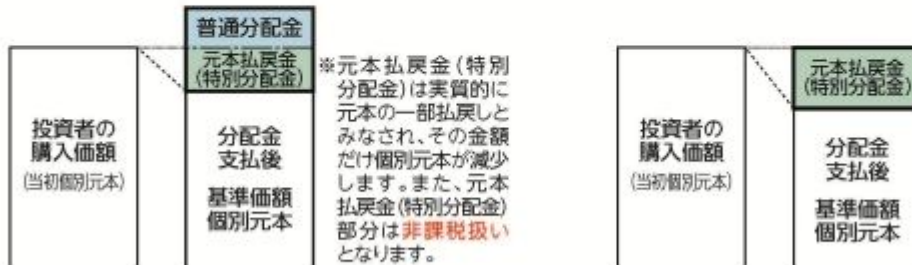 普通分配金
元本払戻金
(特別分配金)
投資者の
購入価額
(当初個別元本)
分配金
支払後
基準価額
個別元本
※元本払戻金(特別
分配金)は実質的に
元本の一部払戻しと
みなされ、その金額
だけ個別元本が減少
します。また、元本
払戻金(特別分配金)
部分は非課税扱い
となります。
投資者の
購入価額
(当初個別元本)
元本払戻金
(特別分配金)
分配金
支払後
基準価額
個別元本